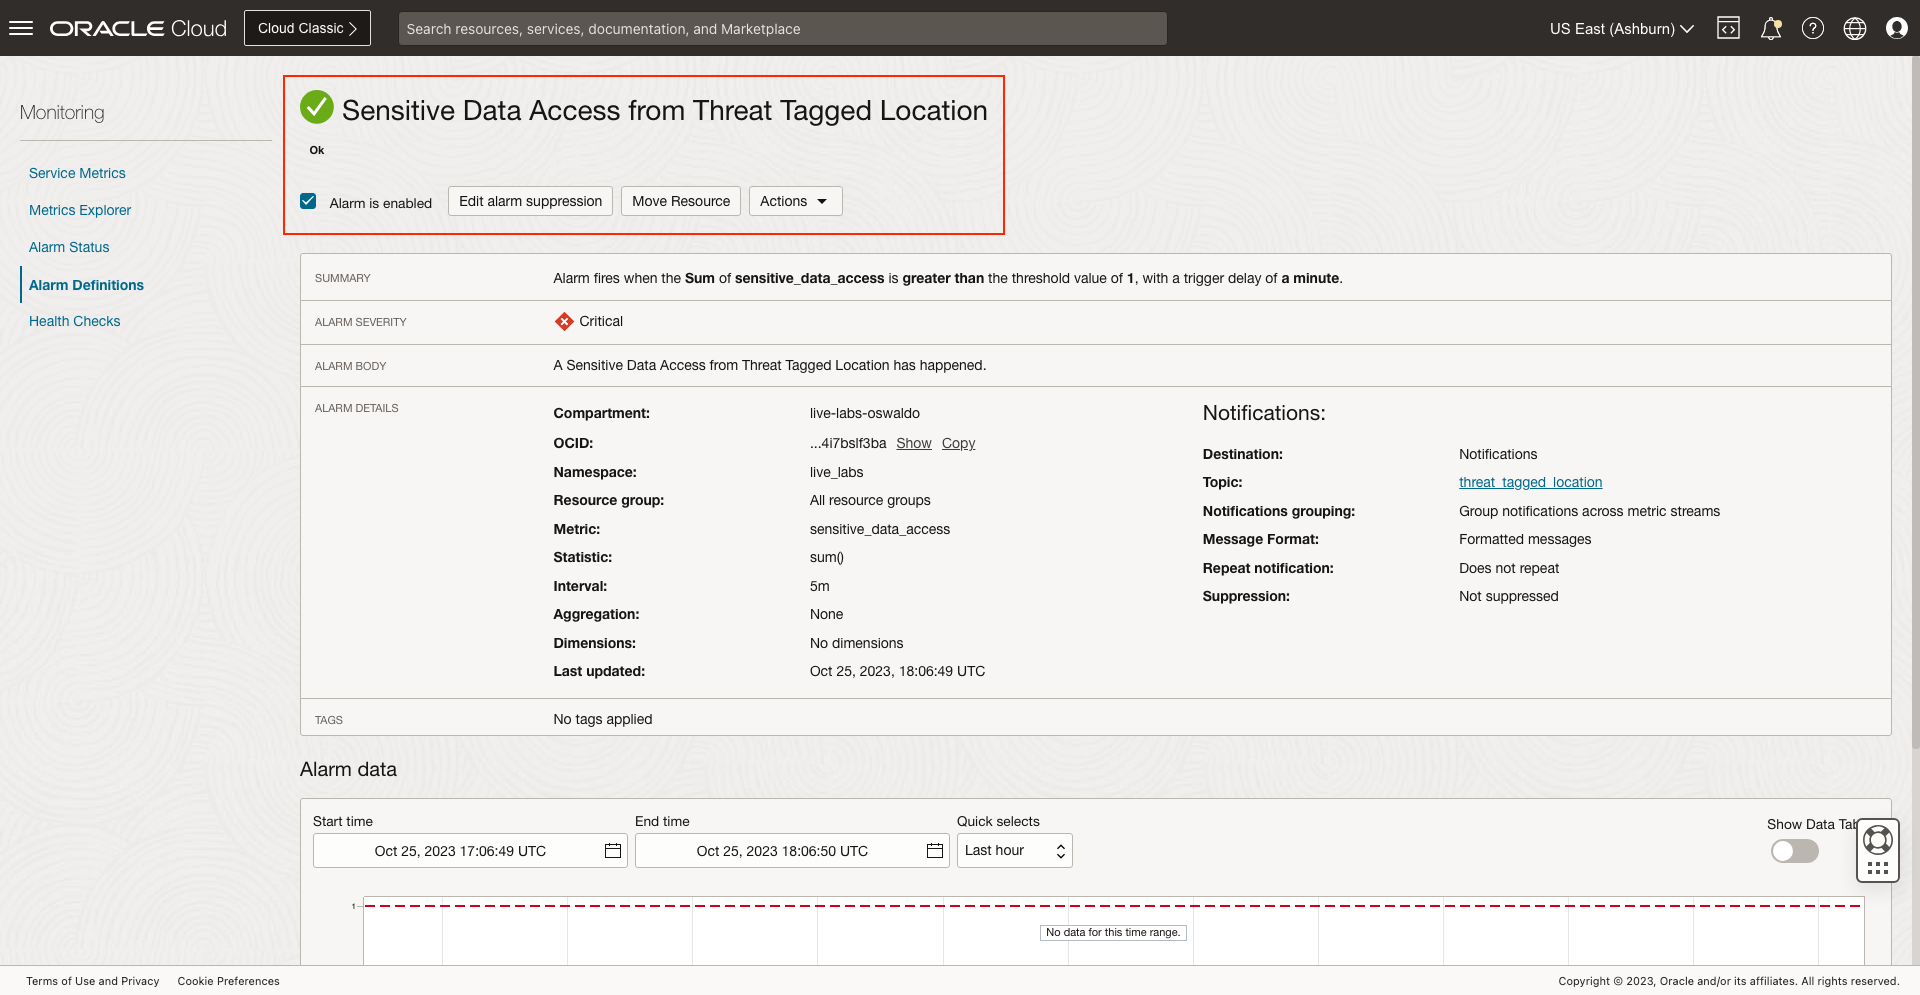 ORACLE Cloud
Cloud Classic
Search resources, services, documentation, and Marketplace
US East (Ashburn)
Monitoring
Service Metrics
Metrics Explorer
Alarm Status
Alarm Definitions
Health Checks
Sensitive Data Access from Threat Tagged Location
Ok
Alarm is enabled
Edit alarm suppression
Move Resource
Actions
SUMMARY
Alarm fires when the Sum of sensitive_data_access is greater than the threshold value of 1, with a trigger delay of a minute.
ALARM SEVERITY
Critical
ALARM BODY
A Sensitive Data Access from Threat Tagged Location has happened.
ALARM DETAILS
Compartment: live-labs-oswaldo
OCID: ...4i7bslf3ba Show Copy
Namespace: live_labs
Resource group: All resource groups
Metric: sensitive_data_access
Statistic: sum()
Interval: 5m
Aggregation: None
Dimensions: No dimensions
Last updated: Oct 25, 2023, 18:06:49 UTC
Notifications:
Destination: Notifications
Topic: threat_tagged_location
Notifications grouping: Group notifications across metric streams
Message Format: Formatted messages
Repeat notification: Does not repeat
Suppression: Not suppressed
TAGS
No tags applied
Alarm data
Start time
Oct 25, 2023 17:06:49 UTC
End time
Oct 25, 2023 18:06:50 UTC
Quick selects
Last hour
Show Data Tab
1
No data for this time range.
Terms of Use and Privacy
Cookie Preferences
Copyright © 2023, Oracle and/or its affiliates. All rights reserved.